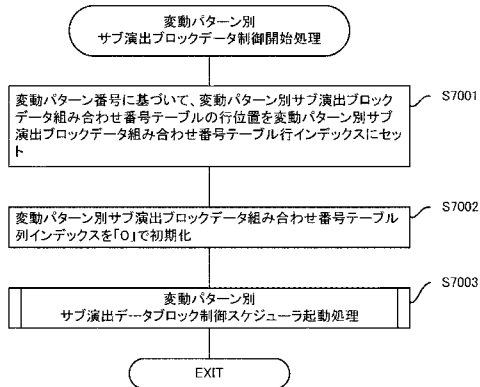 変動パターン別
サブ演出ブロックデータ制御開始処理
S7001
変動パターン番号に基づいて、変動パターン別サブ演出ブロック
データ組み合わせ番号テーブルの行位置を変動パターン別サブ
演出ブロックデータ組み合わせ番号テーブル行インデックスにセッ
ト
S7002
変動パターン別サブ演出ブロックデータ組み合わせ番号テーブル
列インデックスを「0」で初期化
S7003
変動パターン別
サブ演出データブロック制御スケジューラ起動処理
EXIT